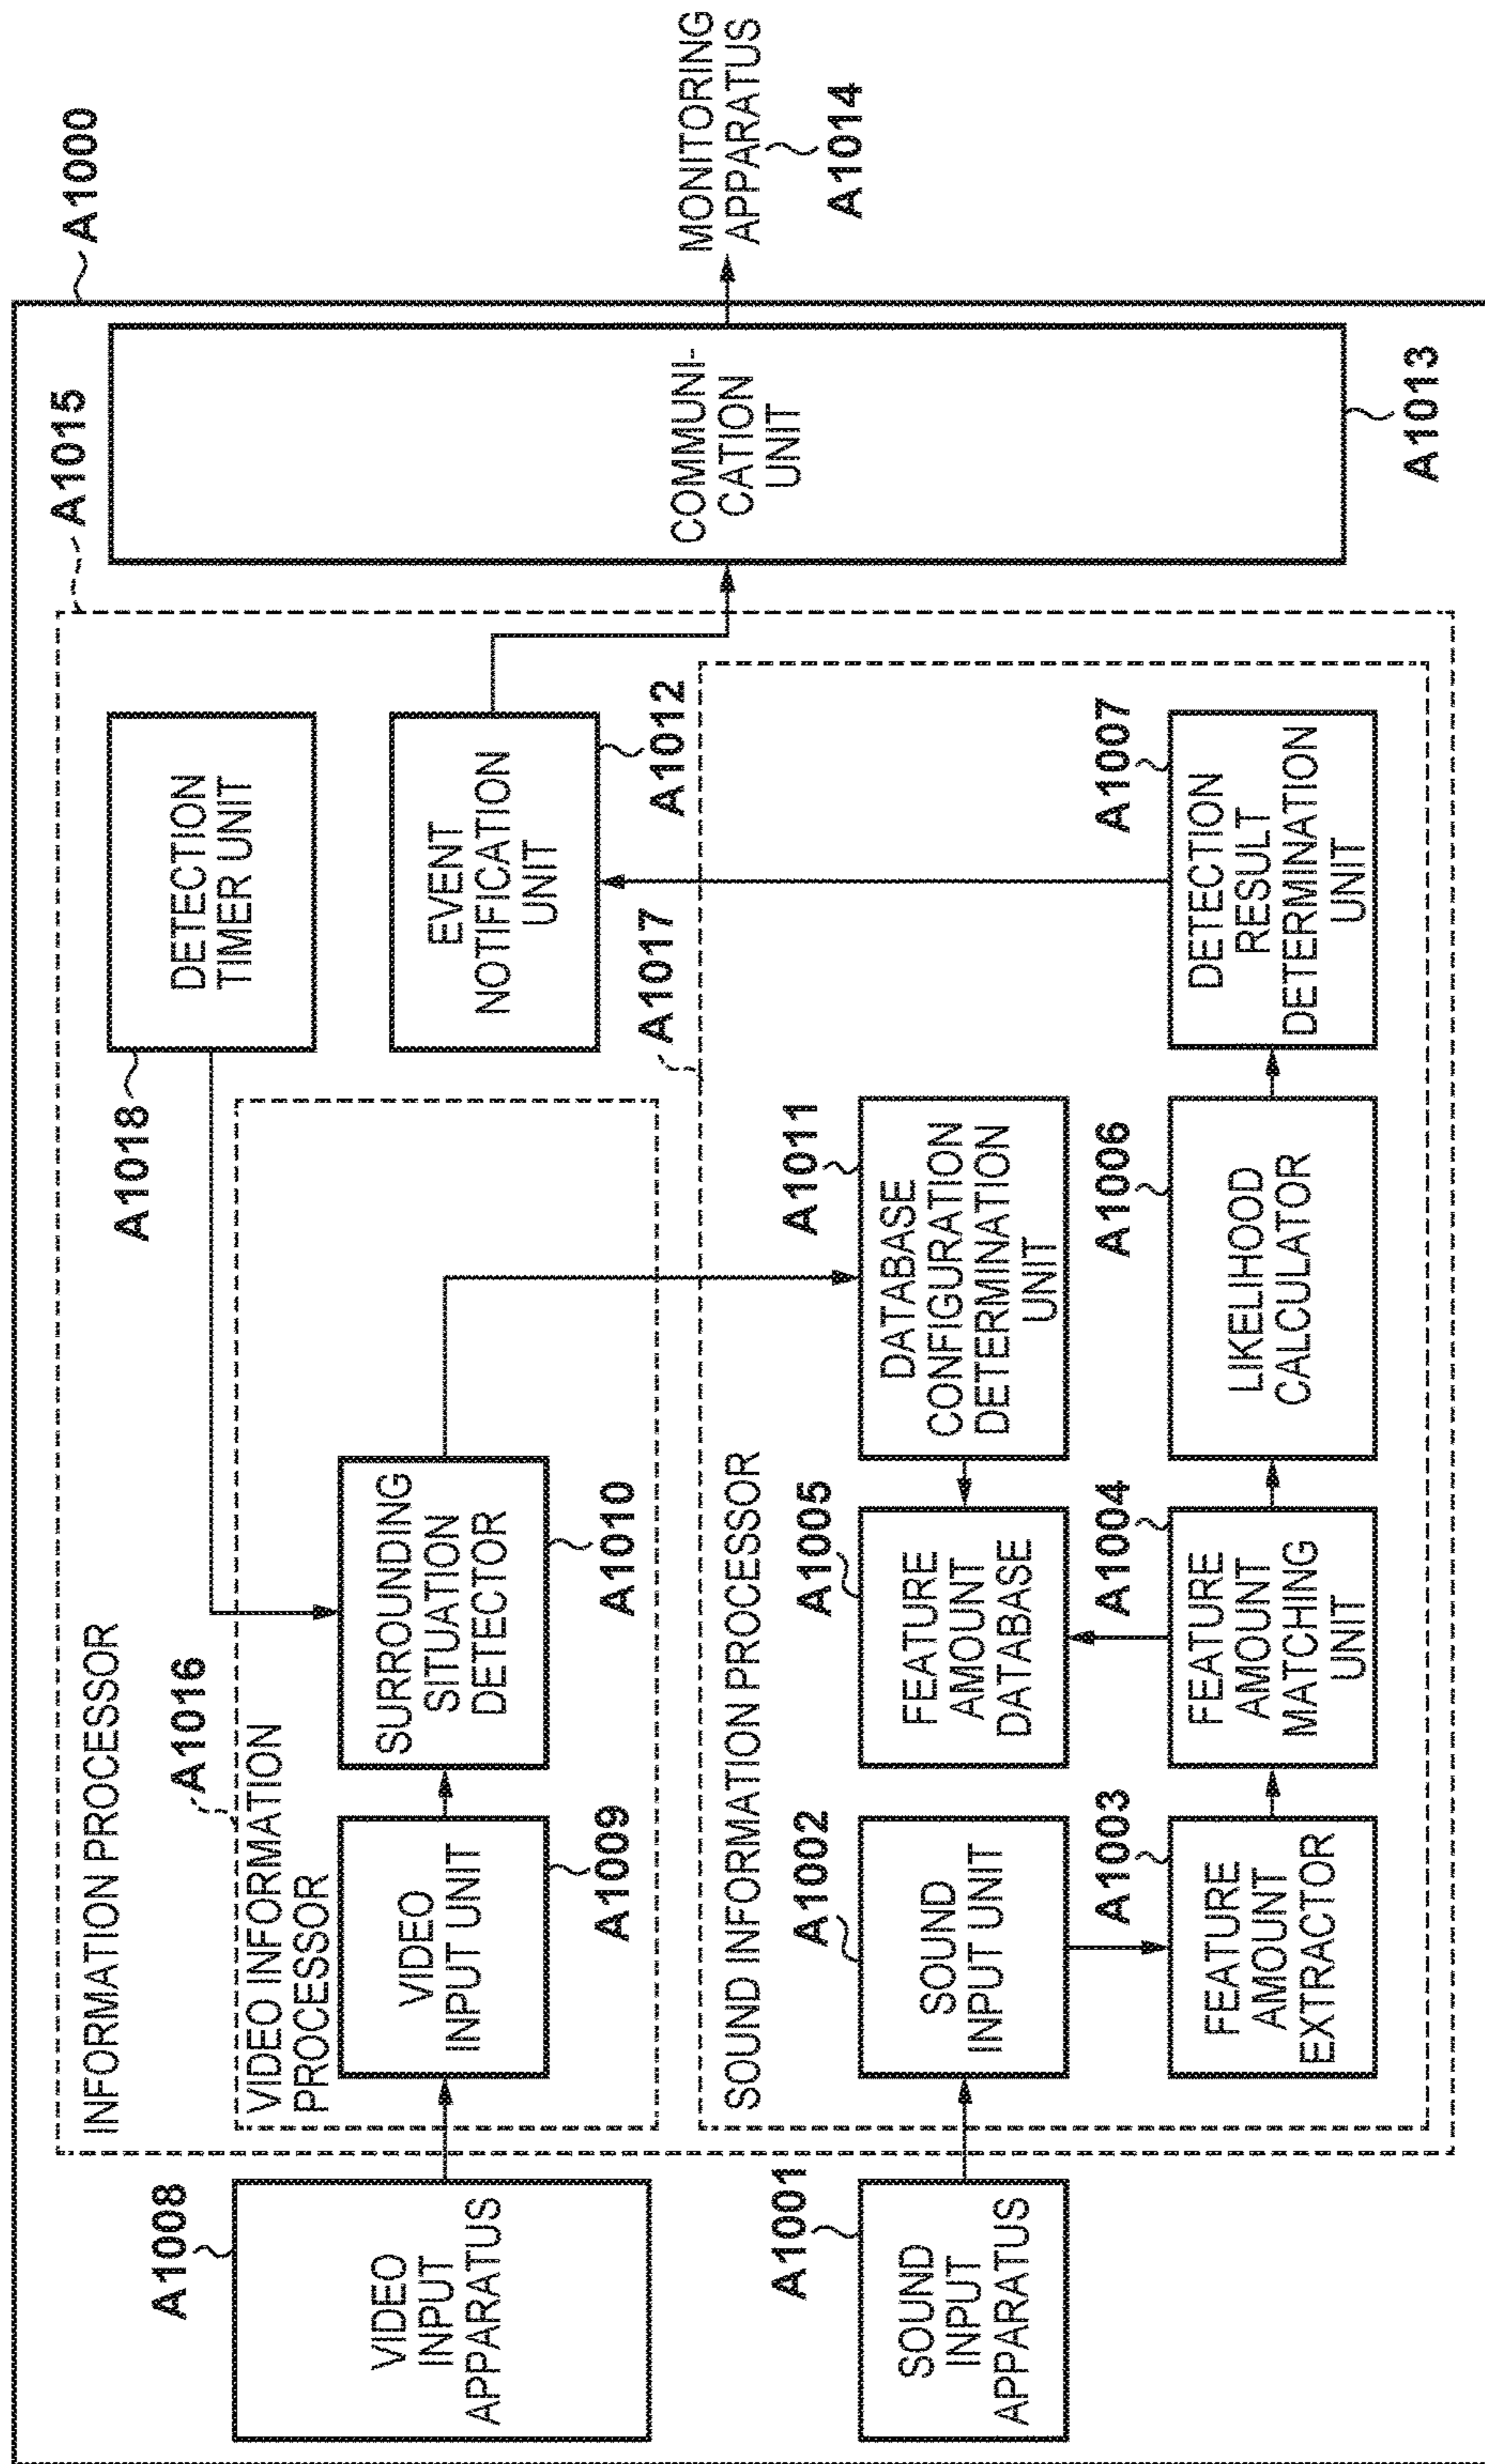 A1000
A1015
INFORMATION PROCESSOR
A1018
DETECTION
TIMER UNIT
A1016
VIDEO INFORMATION
PROCESSOR
A1008
VIDEO
INPUT
APPARATUS
VIDEO
INPUT UNIT
A1009
SURROUNDING
SITUATION
DETECTOR
A1010
EVENT
NOTIFICATION
UNIT
A1012
COMMUNI-
CATION
UNIT
A1013
MONITORING
APPARATUS
A1014
A1017
SOUND INFORMATION PROCESSOR
A1001
SOUND
INPUT
APPARATUS
A1002
SOUND
INPUT UNIT
A1005
FEATURE
AMOUNT
DATABASE
A1011
DATABASE
CONFIGURATION
DETERMINATION
UNIT
A1003
FEATURE
AMOUNT
EXTRACTOR
A1004
FEATURE
AMOUNT
MATCHING
UNIT
A1006
LIKELIHOOD
CALCULATOR
A1007
DETECTION
RESULT
DETERMINATION
UNIT